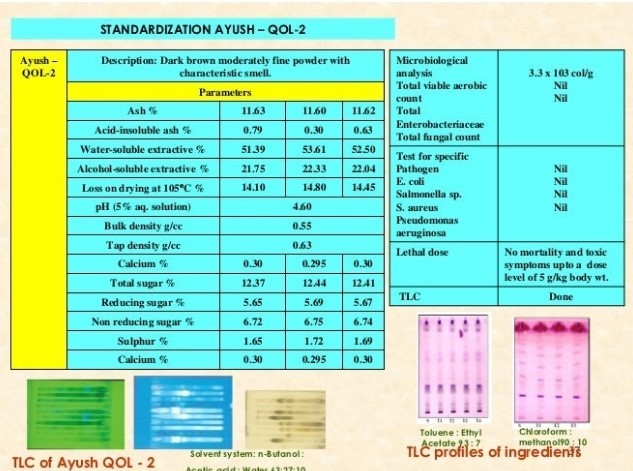 STANDARDIZATION AYUSH – QOL-2
Ayush –
QOL-2
Description: Dark brown moderately fine powder with
characteristic smell.
Parameters
Ash % 11.63 11.60 11.62
Acid-insoluble ash % 0.79 0.30 0.63
Water-soluble extractive % 51.39 53.61 52.50
Alcohol-soluble extractive % 21.75 22.33 22.04
Loss on drying at 105°C % 14.10 14.80 14.45
pH (5% aq. solution) 4.60
Bulk density g/cc 0.55
Tap density g/cc 0.63
Calcium % 0.30 0.295 0.30
Total sugar % 12.37 12.44 12.41
Reducing sugar % 5.65 5.69 5.67
Non reducing sugar % 6.72 6.75 6.74
Sulphur % 1.65 1.72 1.69
Calcium % 0.30 0.295 0.30
Microbiological
analysis 3.3 x 103 col/g
Total viable aerobic Nil
count Nil
Total
Enterobacteriaceae
Total fungal count
Test for specific
Pathogen Nil
E. coli Nil
Salmonella sp. Nil
S. aureus Nil
Pseudomonas
aeruginosa
Lethal dose No mortality and toxic
symptoms upto a dose
level of 5 g/kg body wt.
TLC Done
Toluene : Ethyl
Acetate 93 : 7
Chloroform :
methanol90 : 10
TLC profiles of ingredients
TLC of Ayush QOL - 2
Solvent system: n-Butanol :
Acetic acid : Water 63:27:10